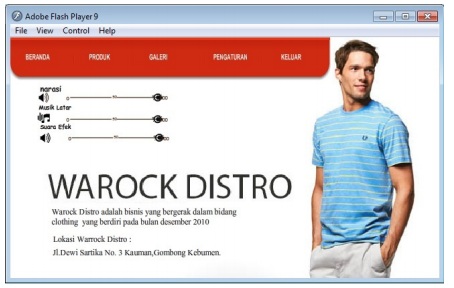 Adobe Flash Player 9
File View Control Help
BERANDA PRODUK GALERI PENGATURAN KELUAR
narasi
Musik Latar
Suara Efek
WAROCK DISTRO
Warock Distro adalah bisnis yang bergerak dalam bidang
clothing yang berdiri pada bulan desember 2010
Lokasi Warrock Distro :
Jl.Dewi Sartika No. 3 Kauman,Gombong Kebumen.